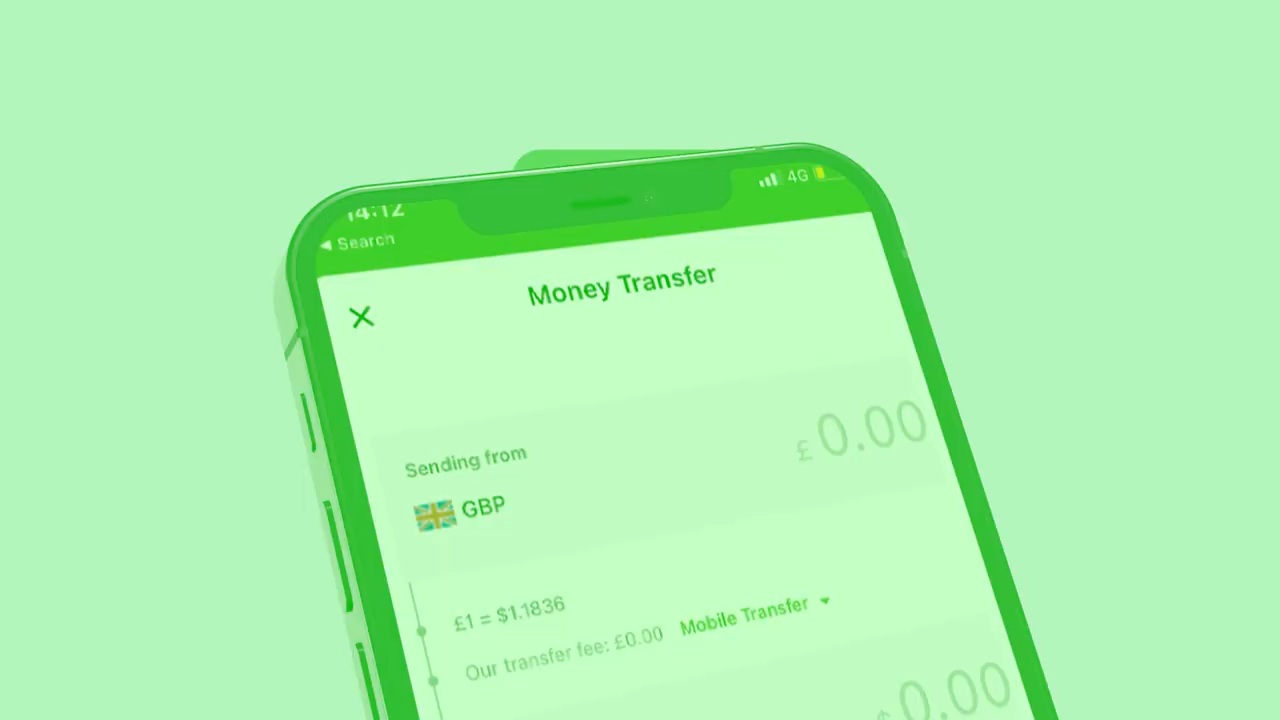 14:12
4G
◀ Search
Money Transfer
Sending from
£0.00
GBP
£1 = $1.1836
Our transfer fee: £0.00 Mobile Transfer
$0.00